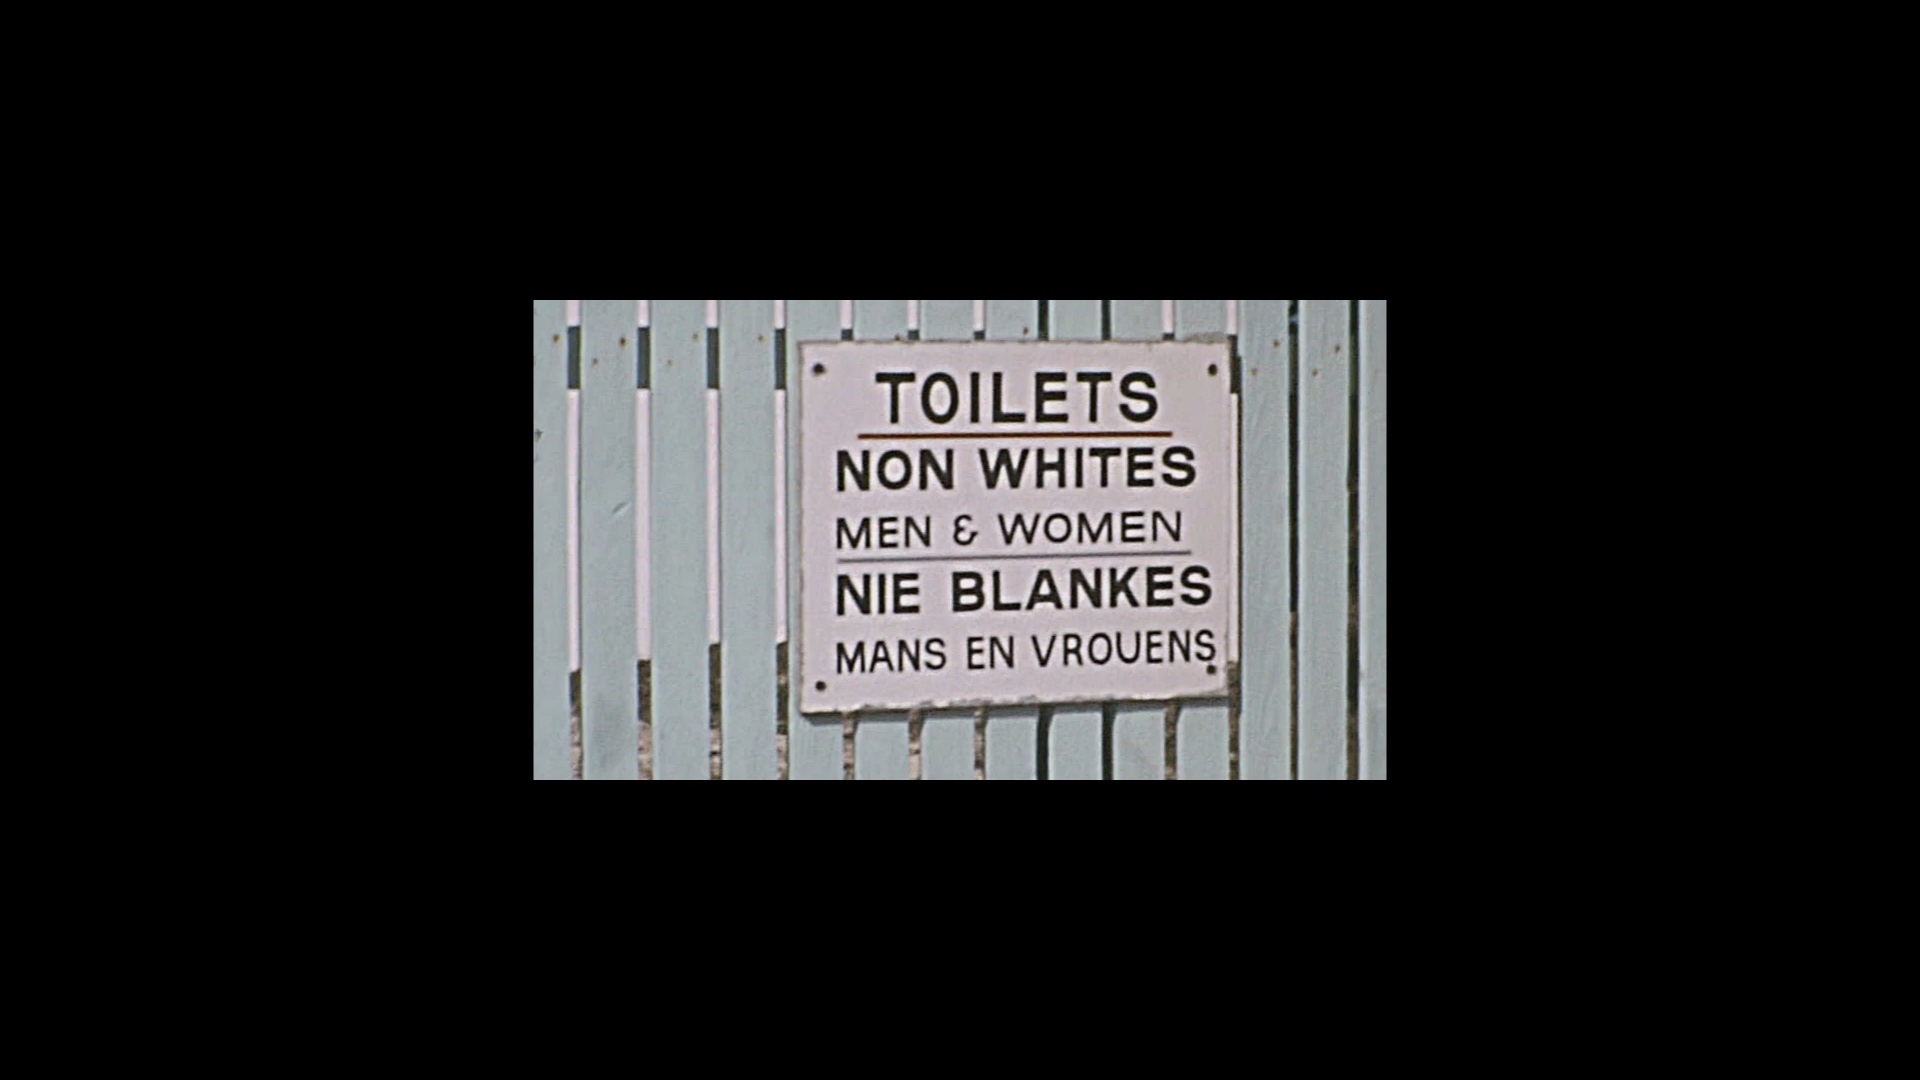 TOILETS
NON WHITES
MEN & WOMEN
NIE BLANKES
MANS EN VROUENS